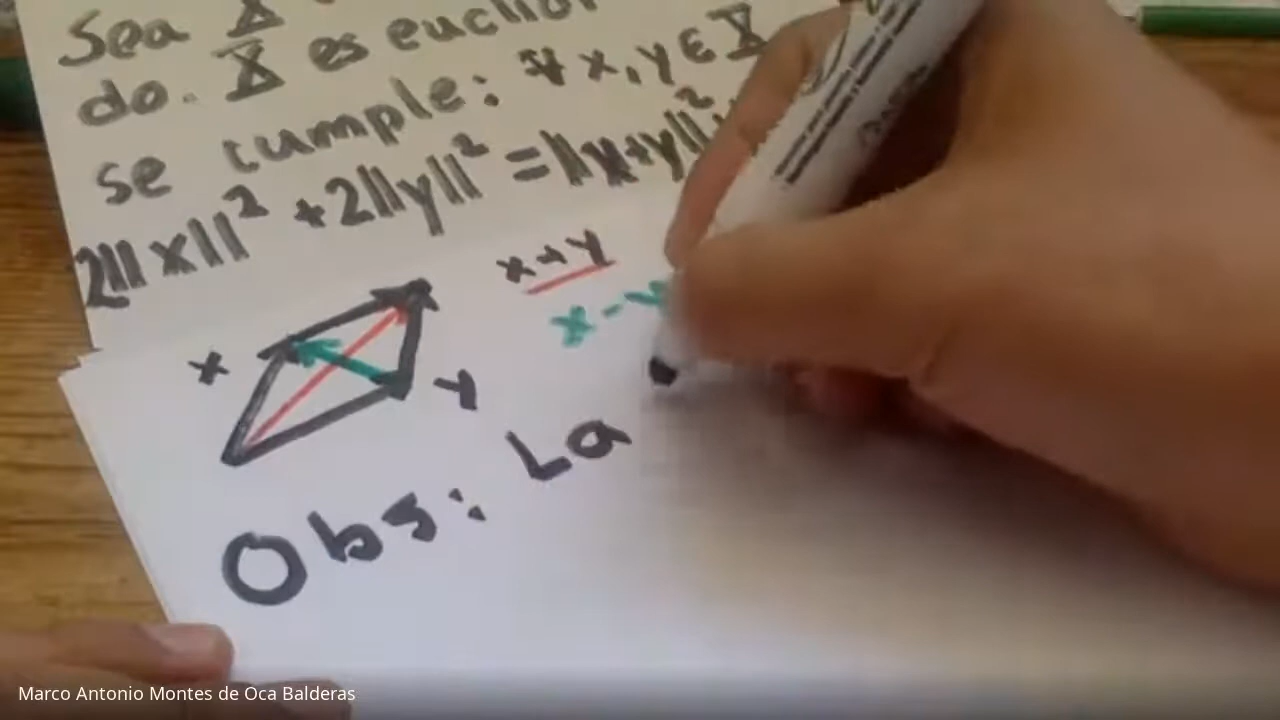 Sea X
do. X es euclid
se cumple: ∀ x, y ∈ X
2||x||² + 2||y||² = ||x+y||²
x+y
x-y
x
y
Obs: La
Marco Antonio Montes de Oca Balderas